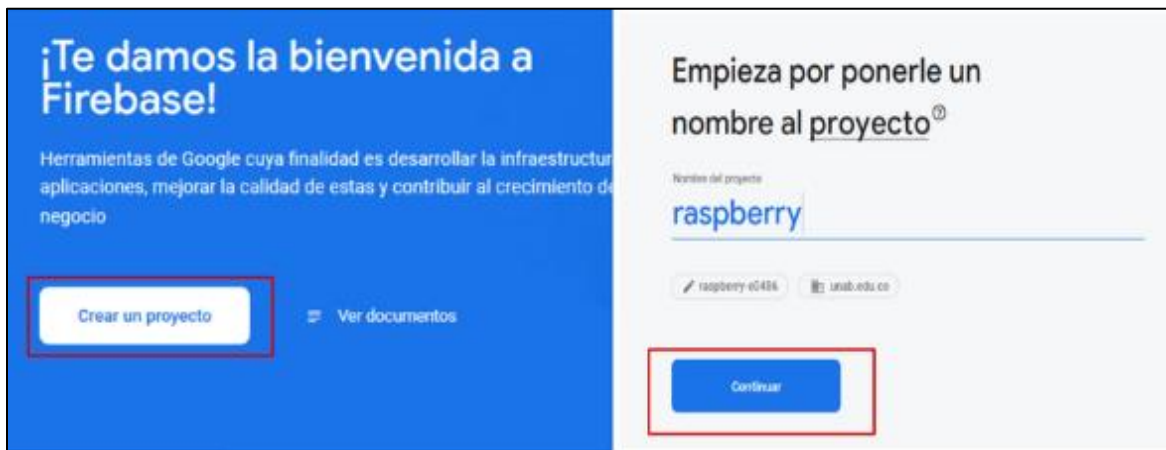 ¡Te damos la bienvenida a
Firebase!
Herramientas de Google cuya finalidad es desarrollar la infraestructur
aplicaciones, mejorar la calidad de estas y contribuir al crecimiento de
negocio
Crear un proyecto
Ver documentos
Empieza por ponerle un
nombre al proyecto
Nombre del proyecto
raspberry
unab.edu.co
Continuar